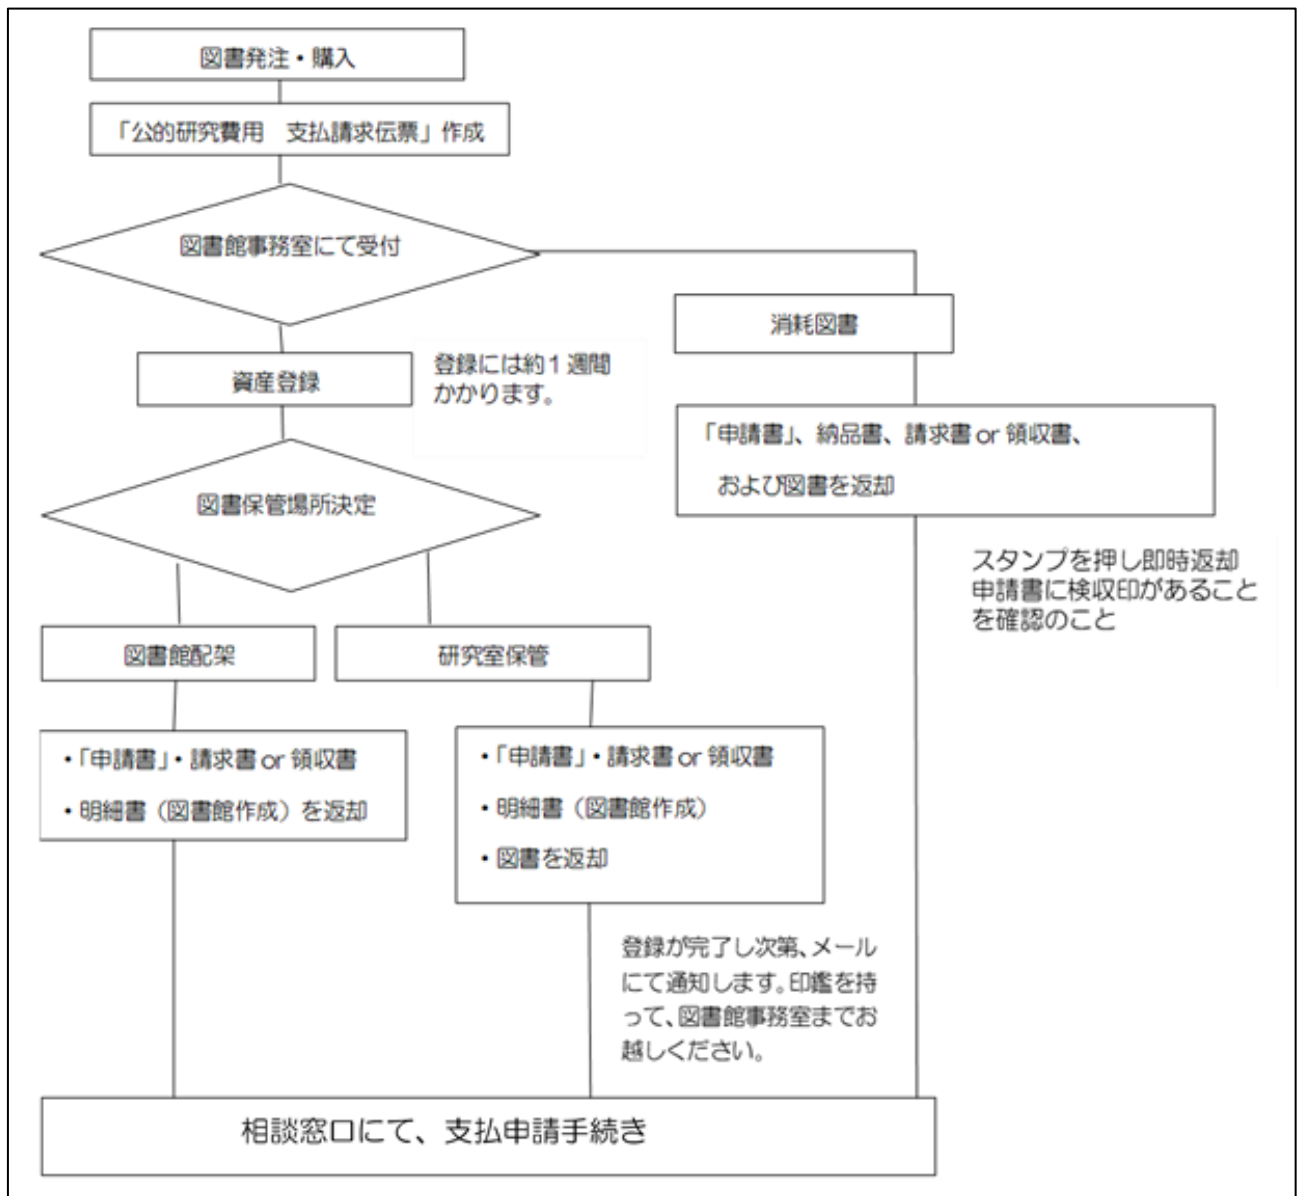 図書発注・購入
「公的研究費用　支払請求伝票」作成
図書館事務室にて受付
消耗図書
資産登録
登録には約1週間
かかります。
「申請書」、納品書、請求書 or 領収書、
および図書を返却
図書保管場所決定
スタンプを押し即時返却
申請書に検収印があること
を確認のこと
図書館配架
研究室保管
・「申請書」・請求書 or 領収書
・明細書（図書館作成）を返却
・「申請書」・請求書 or 領収書
・明細書（図書館作成）
・図書を返却
登録が完了し次第、メール
にて通知します。印鑑を持
って、図書館事務室までお
越しください。
相談窓口にて、支払申請手続き